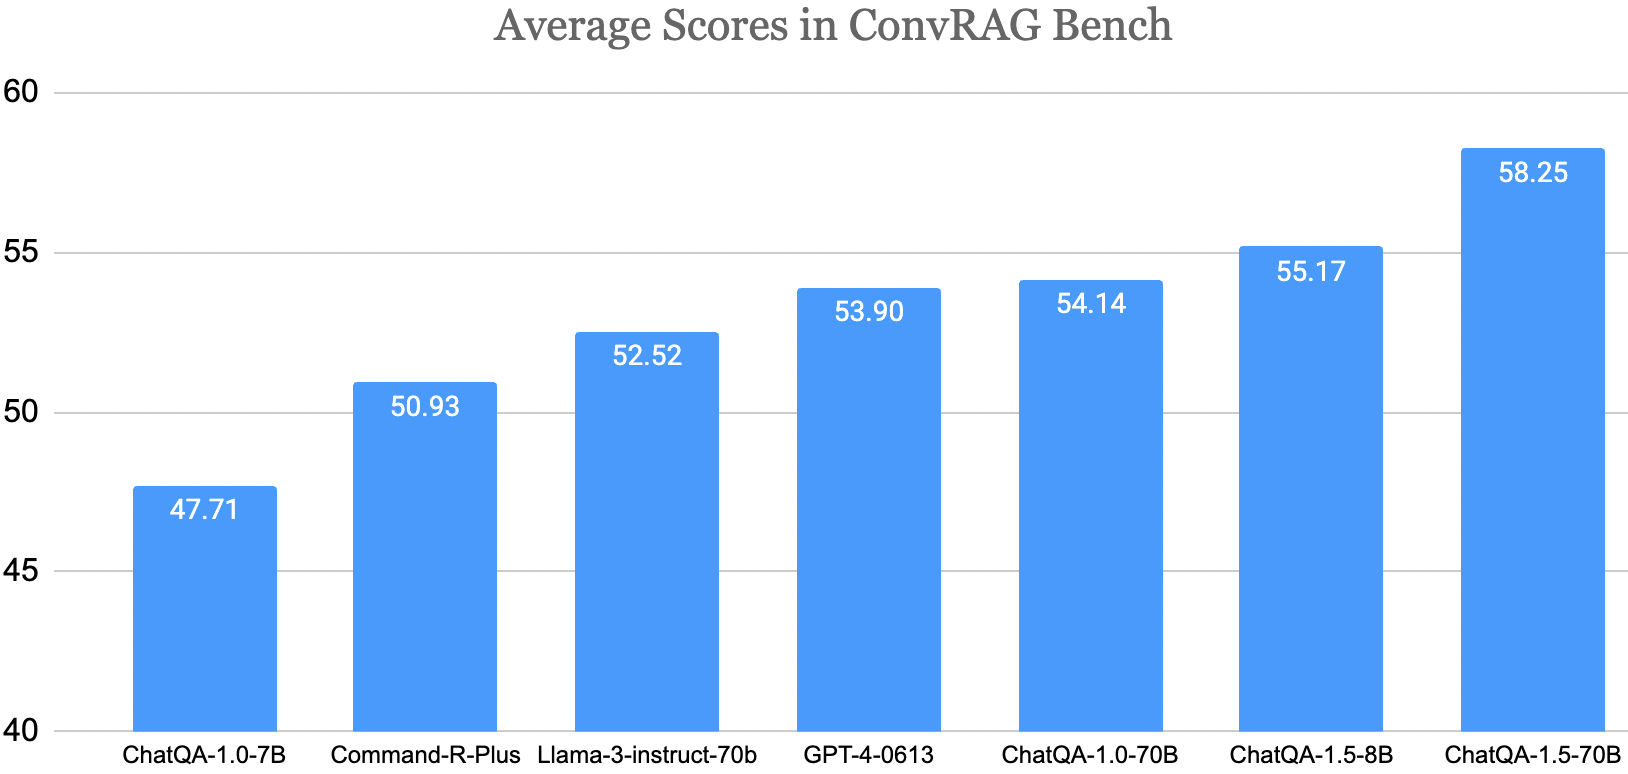 Average Scores in ConvRAG Bench
60
55
50
45
40
47.71
50.93
52.52
53.90
54.14
55.17
58.25
ChatQA-1.0-7B
Command-R-Plus
Llama-3-instruct-70b
GPT-4-0613
ChatQA-1.0-70B
ChatQA-1.5-8B
ChatQA-1.5-70B